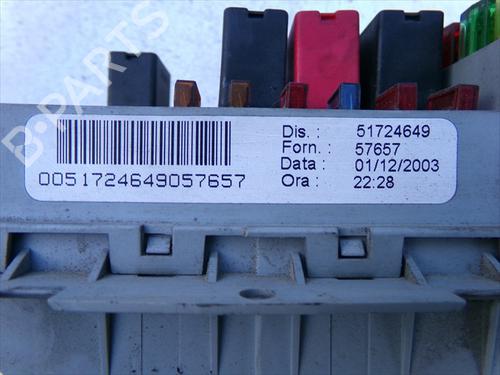 B-PARTS
Dis. : 51724649
Forn. : 57657
Data : 01/12/2003
Ora : 22:28
0051724649057657